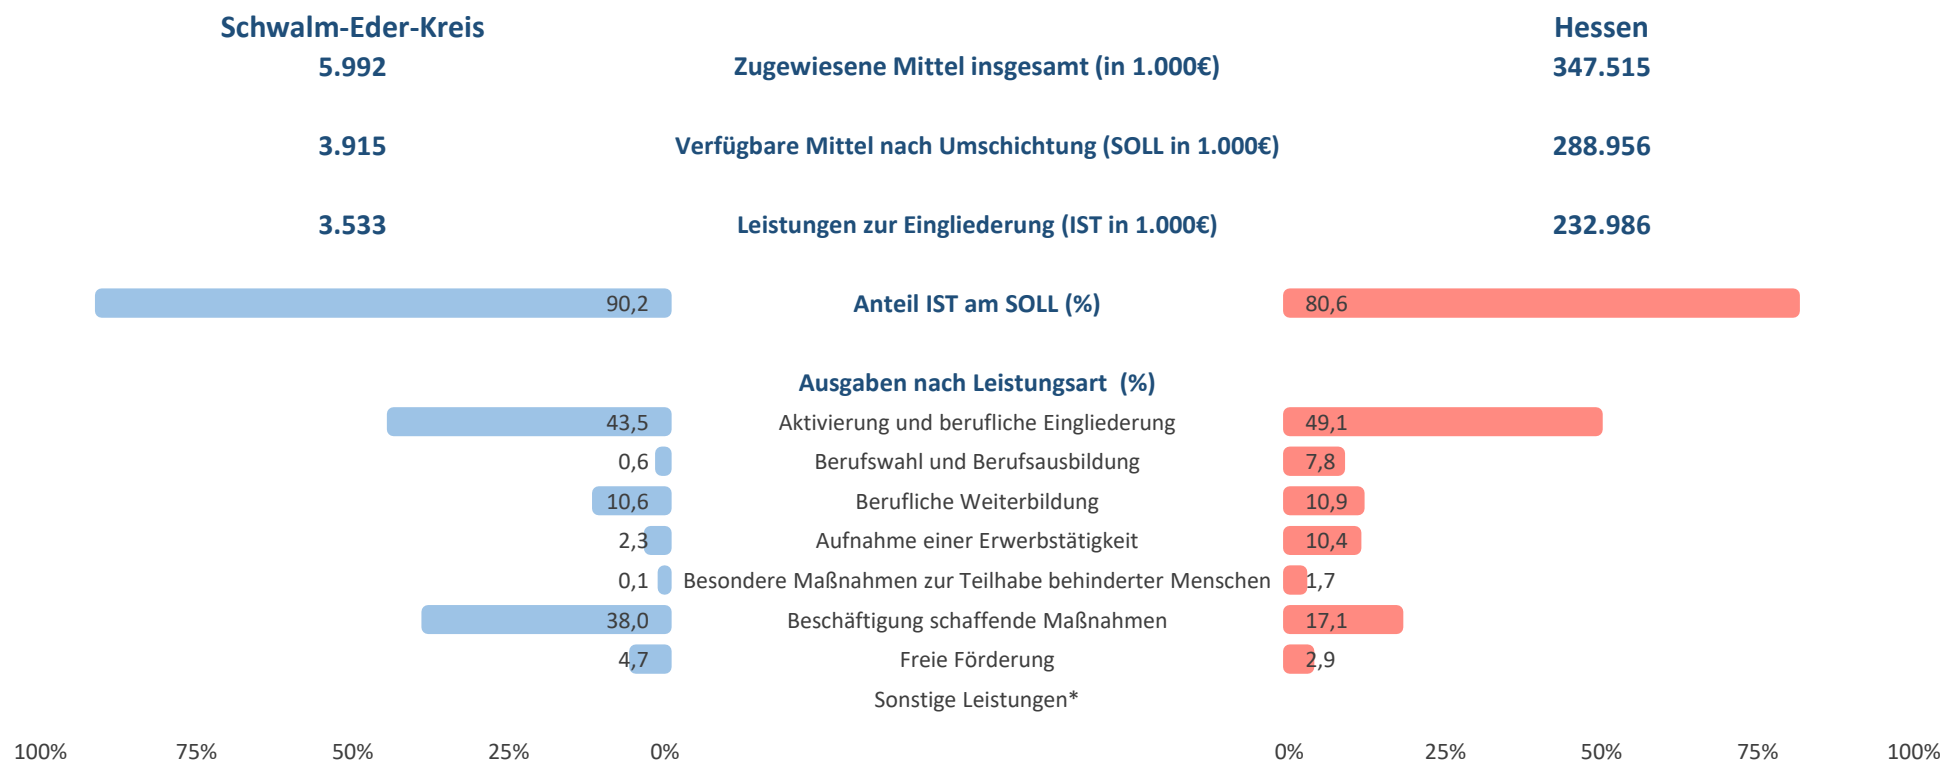 Schwalm-Eder-Kreis Hessen
5.992 Zugewiesene Mittel insgesamt (in 1.000€) 347.515
3.915 Verfügbare Mittel nach Umschichtung (SOLL in 1.000€) 288.956
3.533 Leistungen zur Eingliederung (IST in 1.000€) 232.986
90,2 Anteil IST am SOLL (%) 80,6
Ausgaben nach Leistungsart (%)
43,5 Aktivierung und berufliche Eingliederung 49,1
0,6 Berufswahl und Berufsausbildung 7,8
10,6 Berufliche Weiterbildung 10,9
2,3 Aufnahme einer Erwerbstätigkeit 10,4
0,1 Besondere Maßnahmen zur Teilhabe behinderter Menschen 1,7
38,0 Beschäftigung schaffende Maßnahmen 17,1
4,7 Freie Förderung 2,9
Sonstige Leistungen*
100% 75% 50% 25% 0% 0% 25% 50% 75% 100%